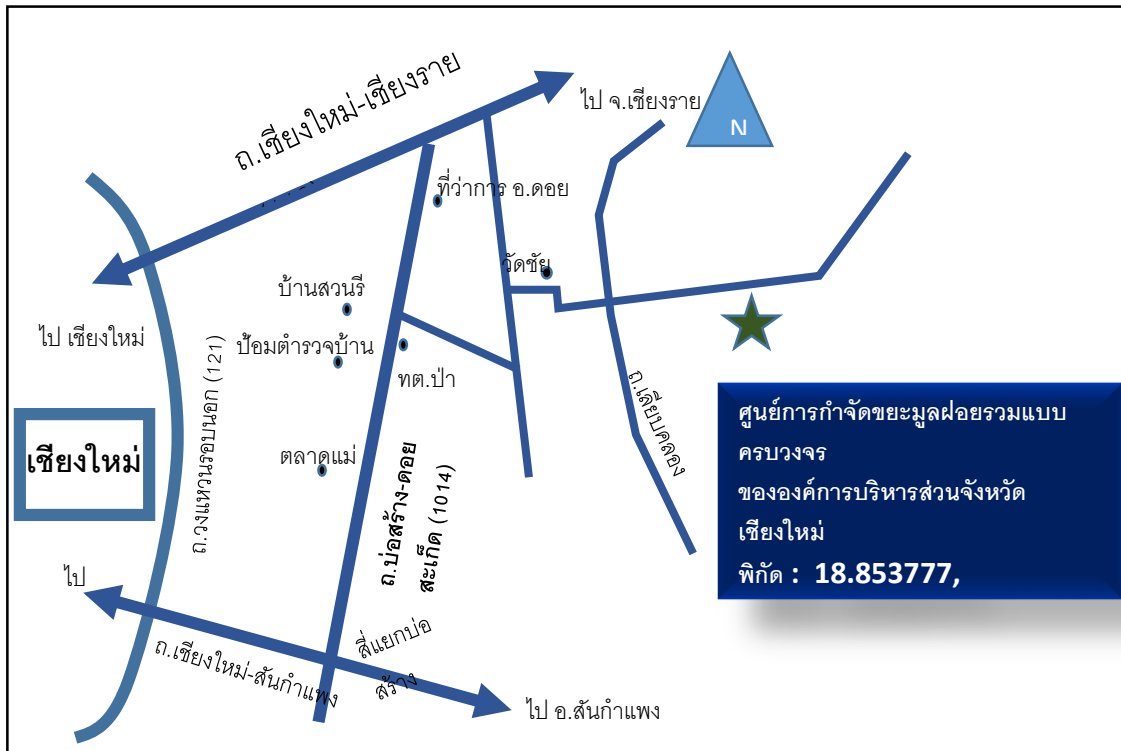 ถ.เชียงใหม่-เชียงราย
ไป จ.เชียงราย
N
ที่ว่าการ อ.ดอย
วัดชัย
บ้านสวนรี
ไป เชียงใหม่
ป้อมตำรวจบ้าน
ทต.ป่า
ถ.วงแหวนรอบนอก (121)
ถ.เลียบคลอง
เชียงใหม่
ตลาดแม่
ถ.บ่อสร้าง-ดอย
สะเก็ด (1014)
ศูนย์การกำจัดขยะมูลฝอยรวมแบบ
ครบวงจร
ขององค์การบริหารส่วนจังหวัด
เชียงใหม่
พิกัด : 18.853777,
ไป
ถ.เชียงใหม่-สันกำแพง
สี่แยกบ่อ
สร้าง
ไป อ.สันกำแพง